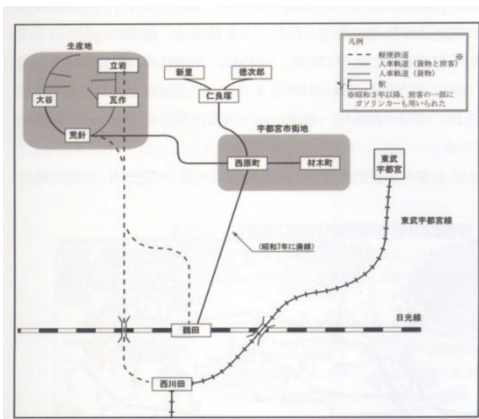 生産地
立岩
新里
徳次郎
大谷
瓦作
仁良塚
荒針
宇都宮市街地
西原町
材木町
東武
宇都宮
凡例
軽便鉄道
人車軌道(貨物と旅客)※
人車軌道(貨物)
駅
※昭和3年以降、旅客の一部に
ガソリンカーも用いられた
東武宇都宮線
(昭和7年に廃線)
日光線
鶴田
西川田